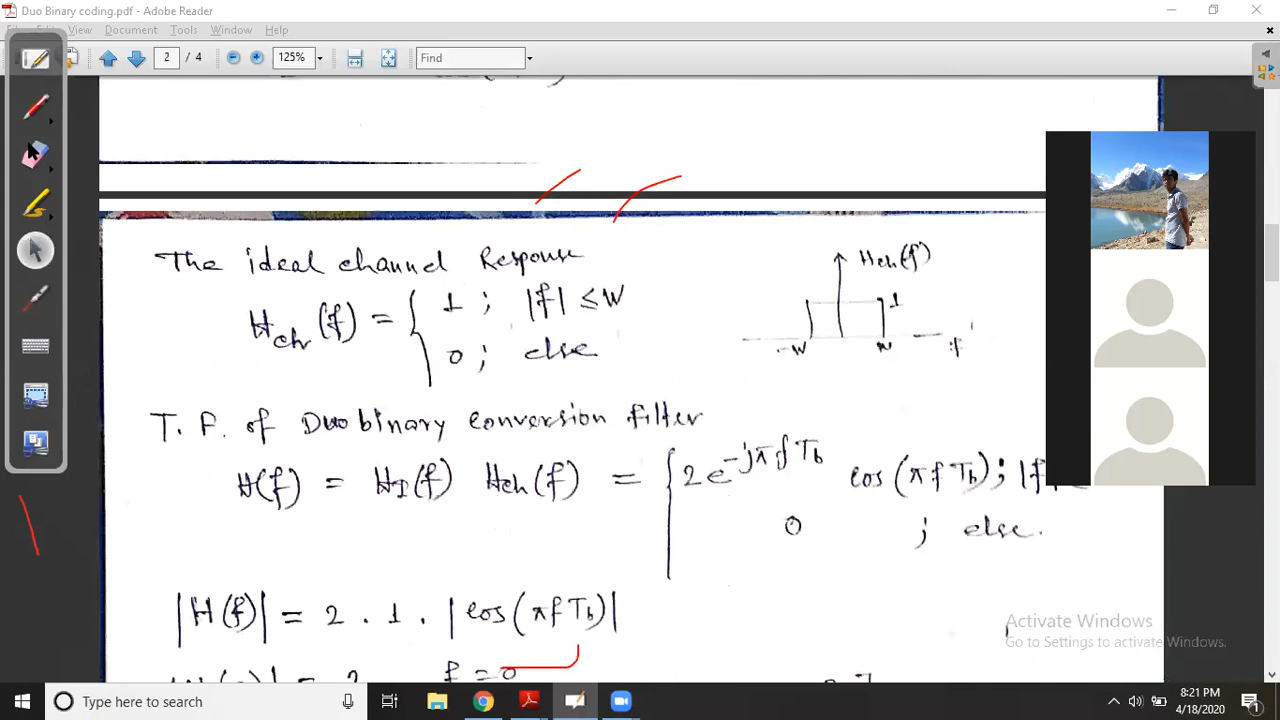 Duo Binary coding.pdf - Adobe Reader
File Edit View Document Tools Window Help
2 / 4 125% Find
The ideal channel Response
Hch(f) = { 1 ; |f| ≤ W
0 ; else
Hch(f)
1
-W W f
T. F. of Duobinary conversion filter
H(f) = HI(f) Hch(f) = { 2 e^-jπfTb cos(πfTb); |f|
0 ; else.
|H(f)| = 2 . 1 . |cos(πfTb)|
f = 0
Activate Windows
Go to Settings to activate Windows.
Type here to search
8:21 PM
4/18/2020
1